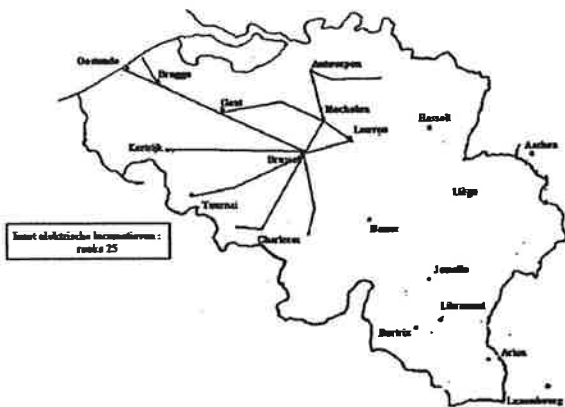 Oostende
Brugge
Gent
Antwerpen
Mechelen
Leuven
Hasselt
Aachen
Kortrijk
Brussel
Liège
Tournai
Namur
Charleroi
Inzet elektrische locomotieven :
reeks 25
Jemelle
Libramont
Bertrix
Arlon
Luxembourg